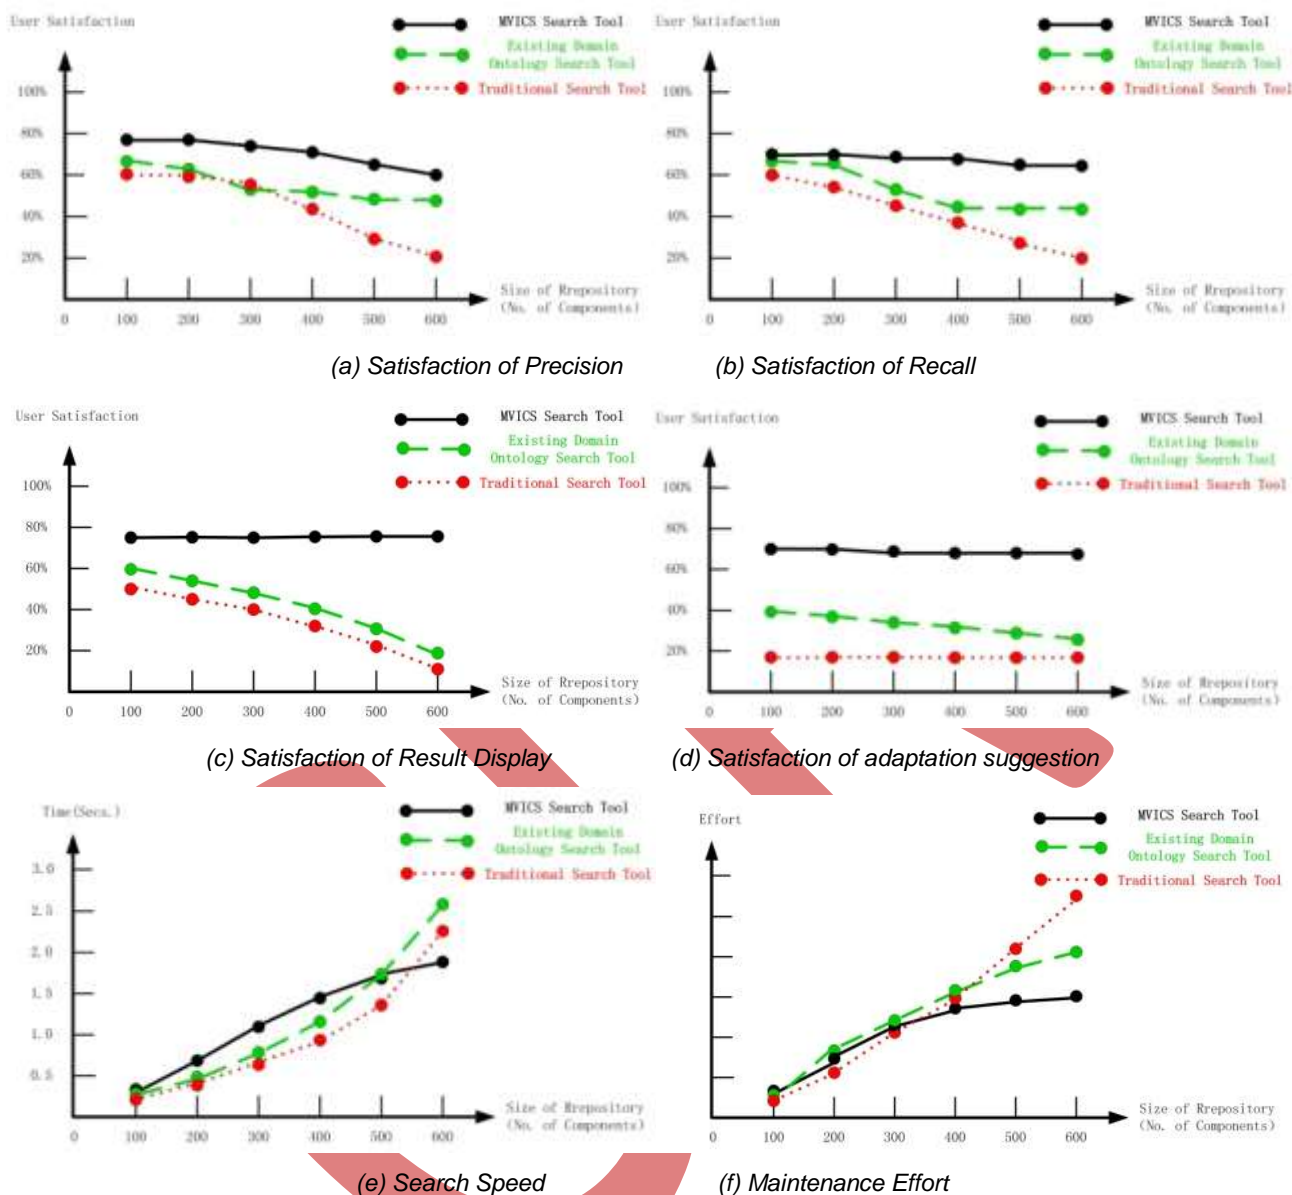 User Satisfaction
MVICS Search Tool
Existing Domain
Ontology Search Tool
Traditional Search Tool
100%
80%
60%
40%
20%
0
100
200
300
400
500
600
Size of Rrepository
(No. of Components)
(a) Satisfaction of Precision
User Satisfaction
MVICS Search Tool
Existing Domain
Ontology Search Tool
Traditional Search Tool
100%
80%
60%
40%
20%
0
100
200
300
400
500
600
Size of Rrepository
(No. of Components)
(b) Satisfaction of Recall
User Satisfaction
MVICS Search Tool
Existing Domain
Ontology Search Tool
Traditional Search Tool
100%
80%
60%
40%
20%
0
100
200
300
400
500
600
Size of Rrepository
(No. of Components)
(c) Satisfaction of Result Display
User Satisfaction
MVICS Search Tool
Existing Domain
Ontology Search Tool
Traditional Search Tool
100%
80%
60%
40%
20%
0
100
200
300
400
500
600
Size of Rrepository
(No. of Components)
(d) Satisfaction of adaptation suggestion
Time(Secs.)
MVICS Search Tool
Existing Domain
Ontology Search Tool
Traditional Search Tool
3.0
2.5
2.0
1.5
1.0
0.5
0
100
200
300
400
500
600
Size of Rrepository
(No. of Components)
(e) Search Speed
Effort
MVICS Search Tool
Existing Domain
Ontology Search Tool
Traditional Search Tool
0
100
200
300
400
500
600
Size of Rrepository
(No. of Components)
(f) Maintenance Effort